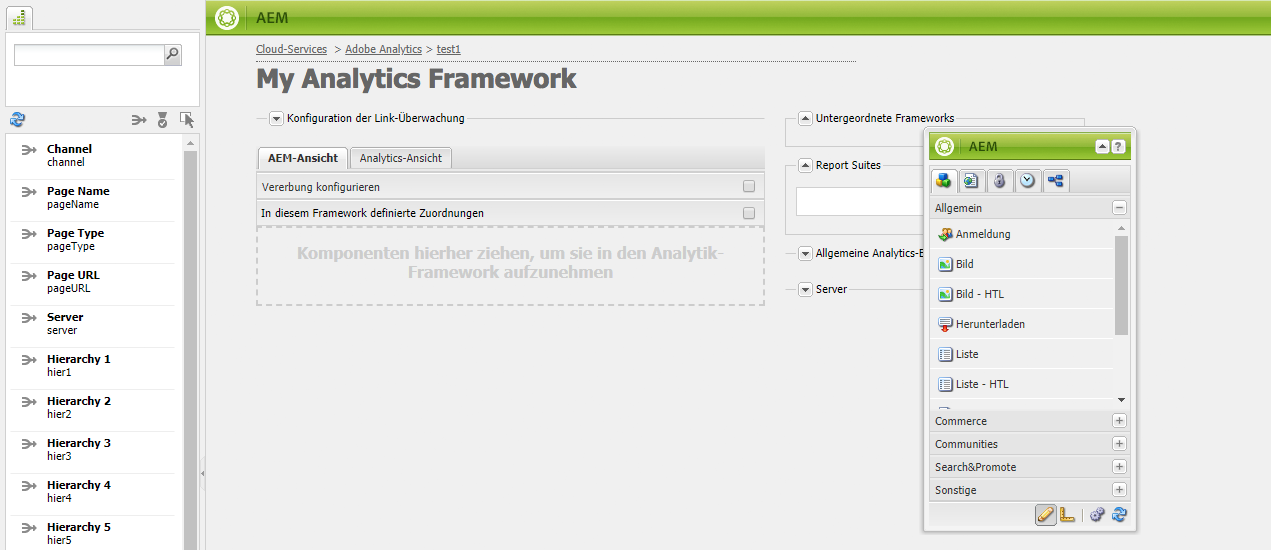 AEM
Cloud-Services > Adobe Analytics > test1
My Analytics Framework
Channel
channel
Page Name
pageName
Page Type
pageType
Page URL
pageURL
Server
server
Hierarchy 1
hier1
Hierarchy 2
hier2
Hierarchy 3
hier3
Hierarchy 4
hier4
Hierarchy 5
hier5
Konfiguration der Link-Überwachung
AEM-Ansicht
Analytics-Ansicht
Vererbung konfigurieren
In diesem Framework definierte Zuordnungen
Komponenten hierher ziehen, um sie in den Analytik-
Framework aufzunehmen
Untergeordnete Frameworks
Report Suites
Allgemeine Analytics-
Server
AEM
?
Allgemein
Anmeldung
Bild
Bild - HTL
Herunterladen
Liste
Liste - HTL
Commerce
Communities
Search&Promote
Sonstige